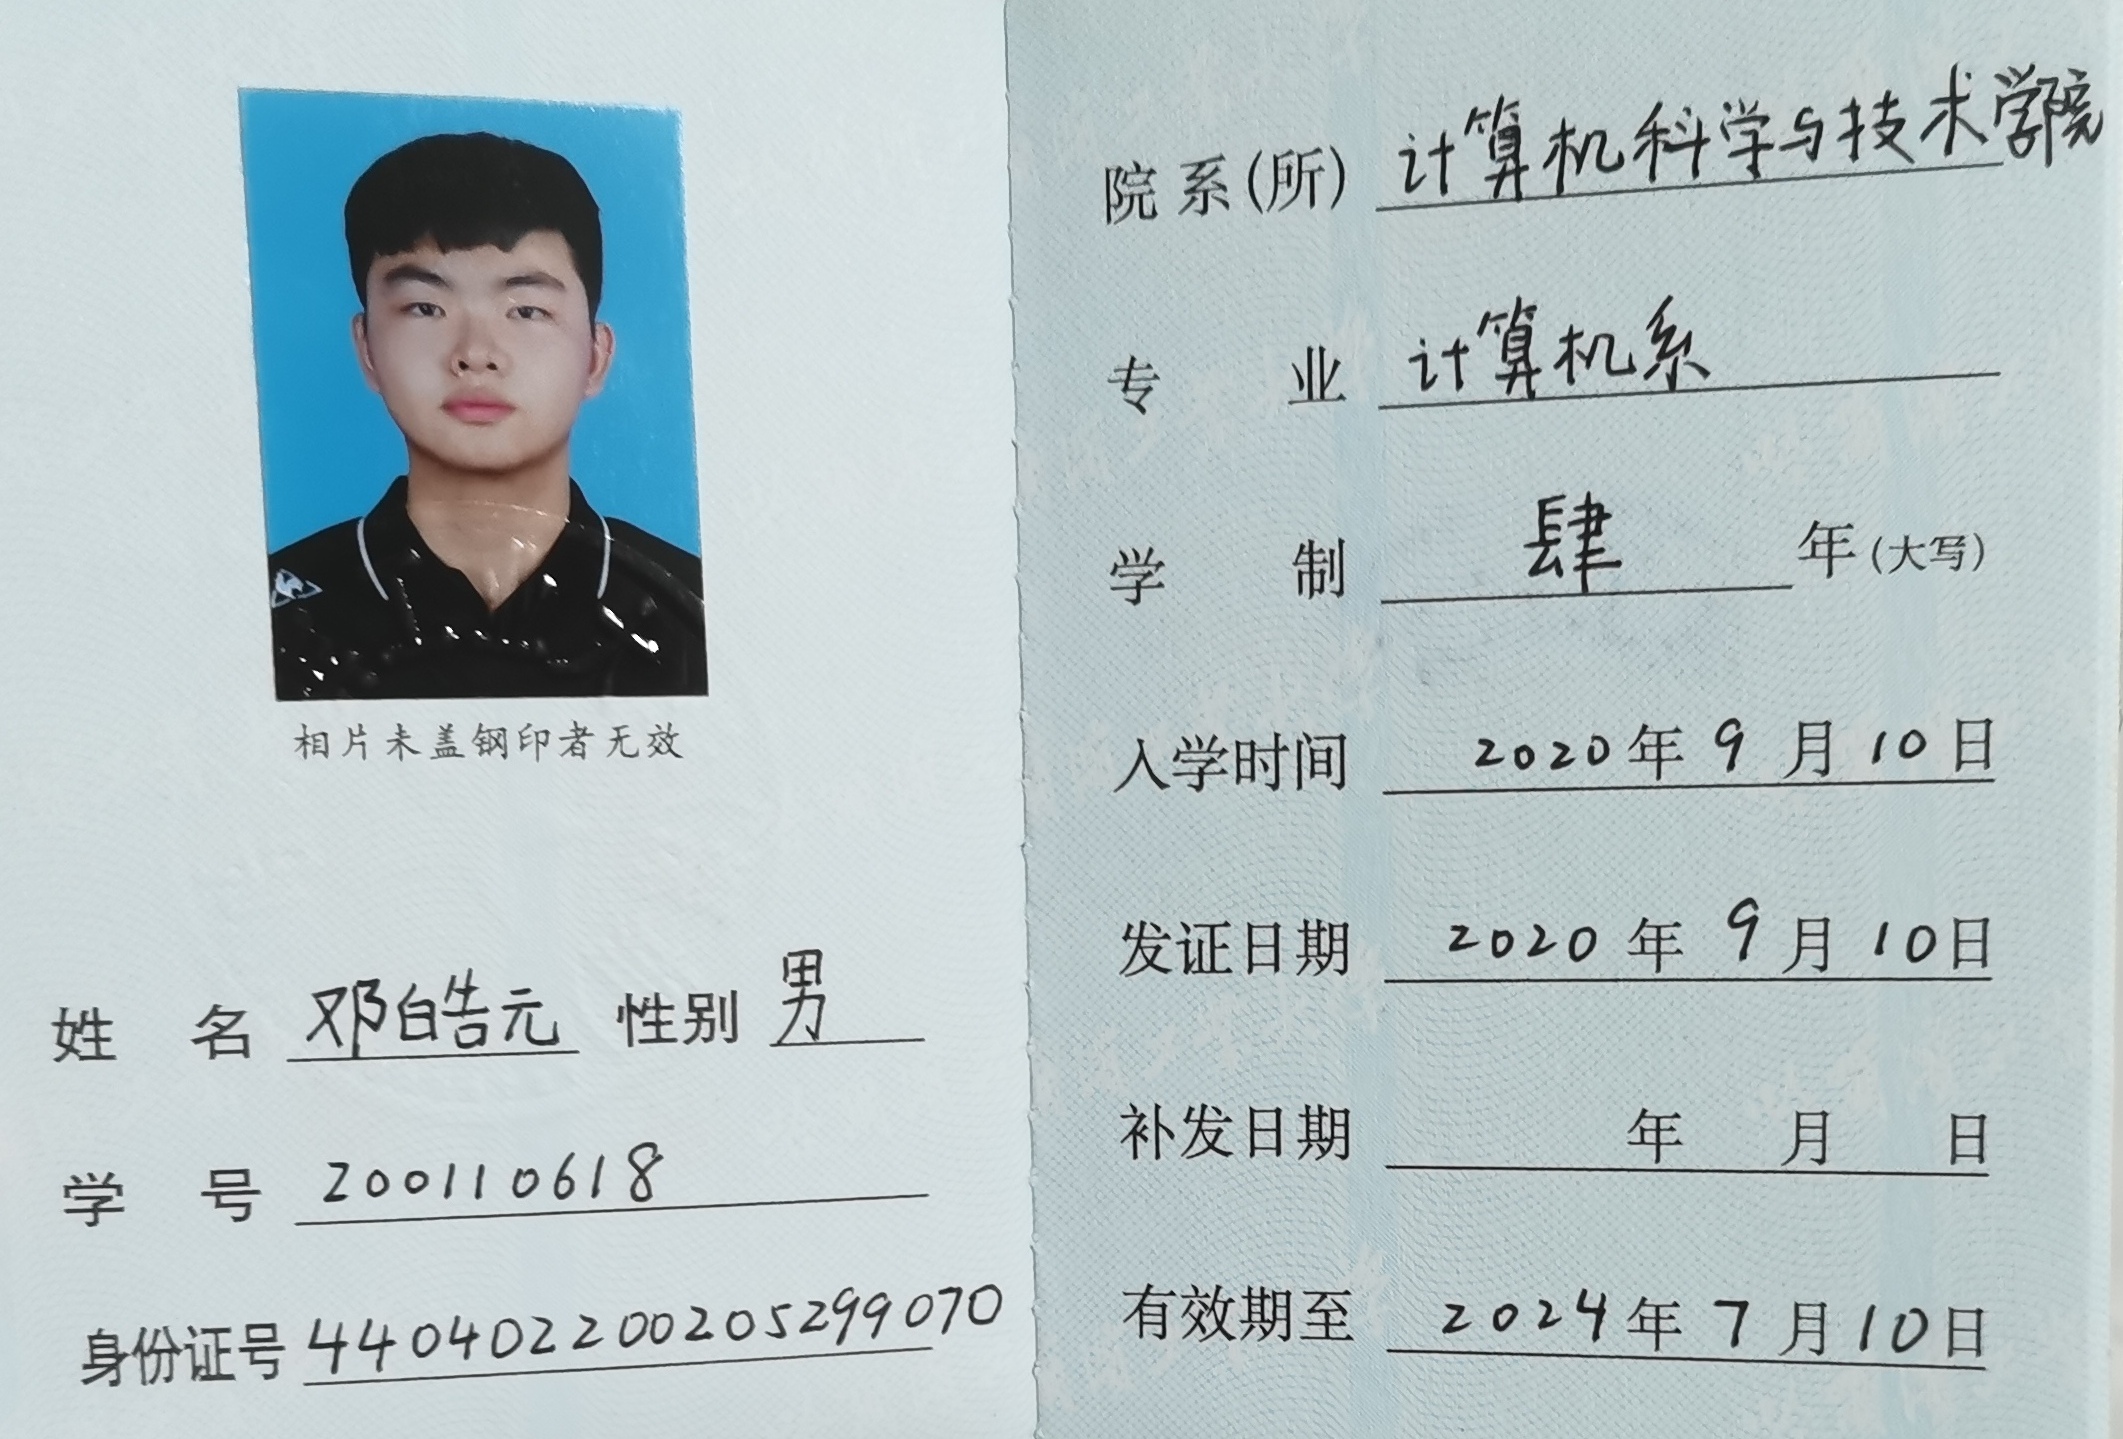 相片未盖钢印者无效
姓名 邓皓元 性别 男
学号 200110618
身份证号 440402200205299070
院系(所) 计算机科学与技术学院
专业 计算机系
学制 肆 年(大写)
入学时间 2020年9月10日
发证日期 2020年9月10日
补发日期 年 月 日
有效期至 2024年7月10日